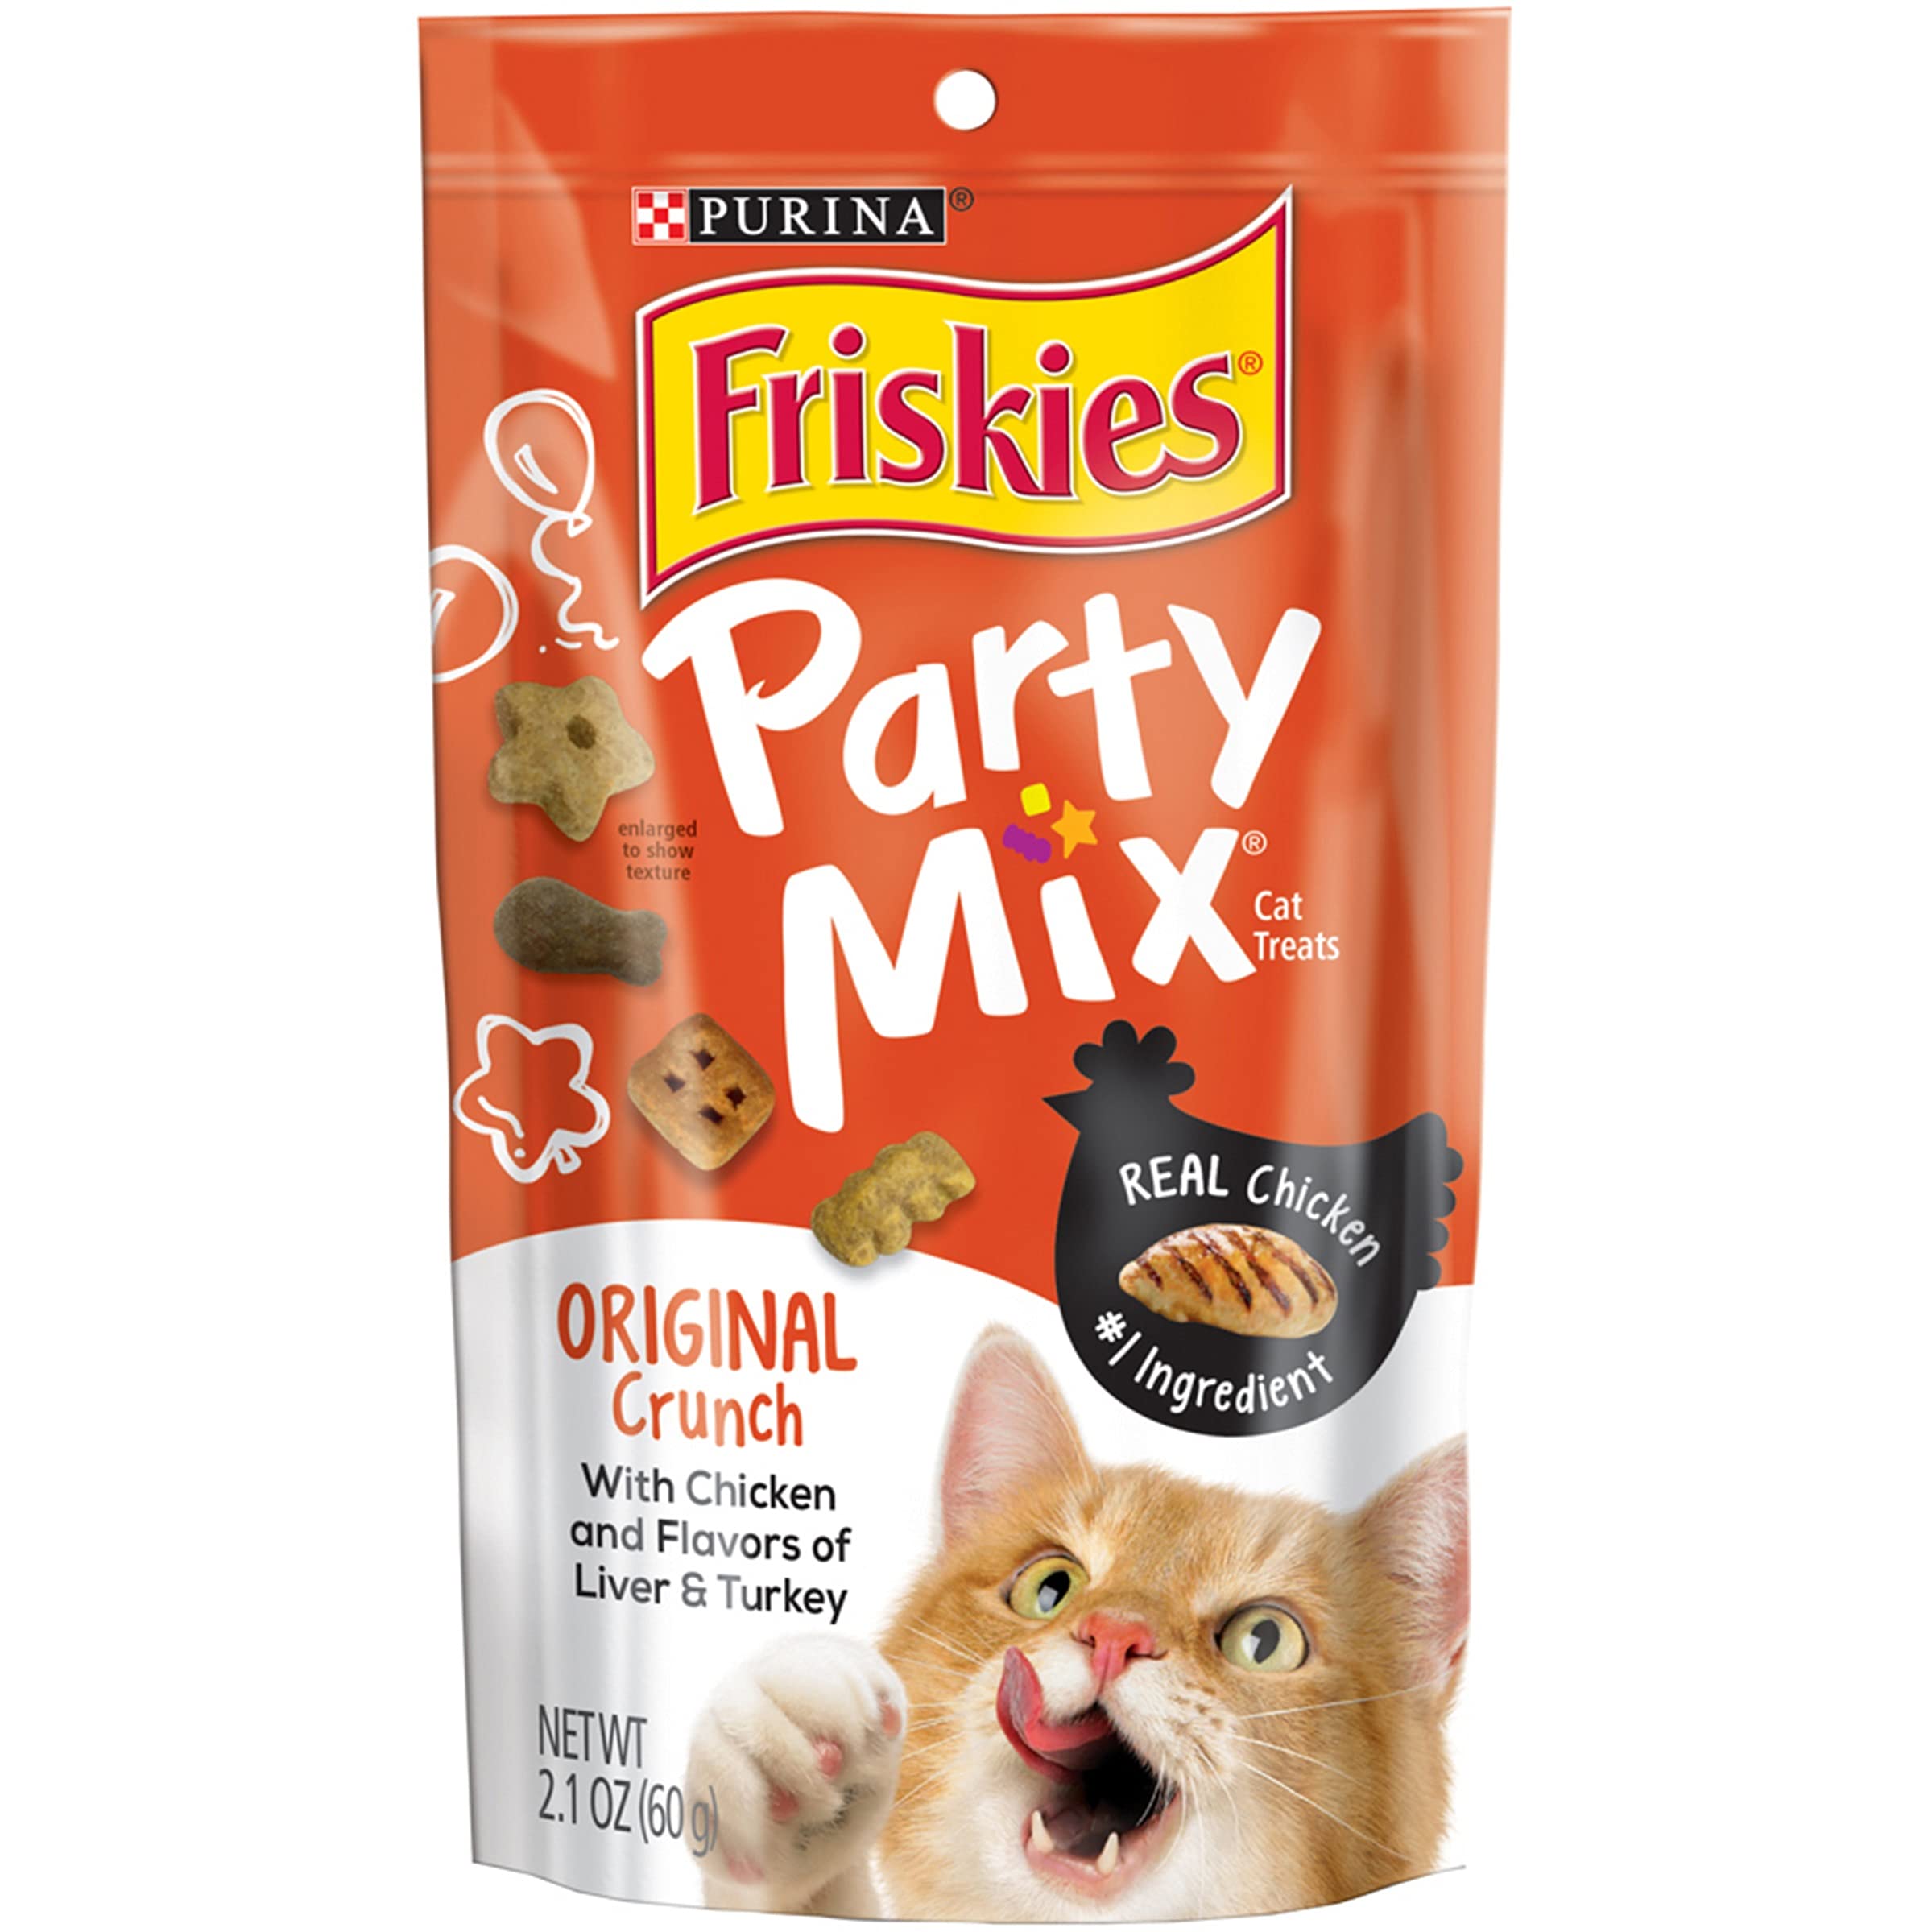 PURINA®
Friskies®
Party
Mix®
Cat
Treats
enlarged
to show
texture
REAL Chicken
#1 Ingredient
ORIGINAL
Crunch
With Chicken
and Flavors of
Liver & Turkey
NET WT
2.1 OZ (60 g)